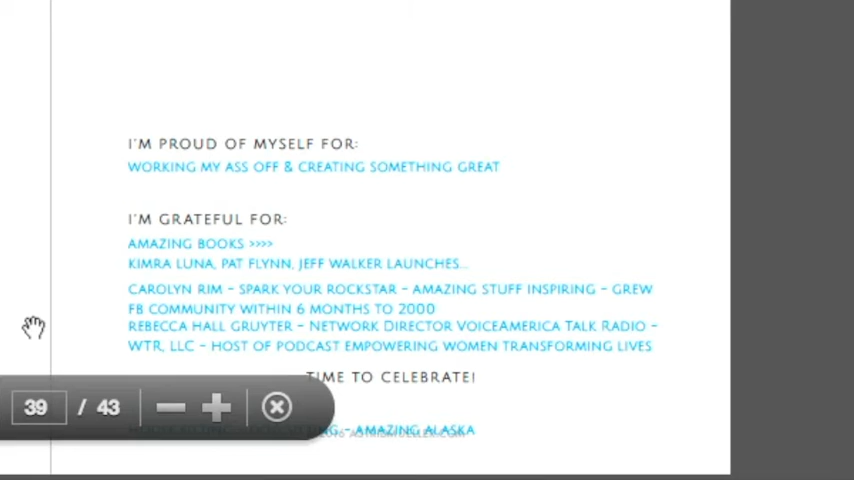 I'M PROUD OF MYSELF FOR:
WORKING MY ASS OFF & CREATING SOMETHING GREAT
I'M GRATEFUL FOR:
AMAZING BOOKS >>>>
KIMRA LUNA, PAT FLYNN, JEFF WALKER LAUNCHES...
CAROLYN RIM - SPARK YOUR ROCKSTAR - AMAZING STUFF INSPIRING - GREW
FB COMMUNITY WITHIN 6 MONTHS TO 2000
REBECCA HALL GRUYTER - NETWORK DIRECTOR VOICEAMERICA TALK RADIO -
WTR, LLC - HOST OF PODCAST EMPOWERING WOMEN TRANSFORMING LIVES
TIME TO CELEBRATE!
39 / 43
- AMAZING ALASKA